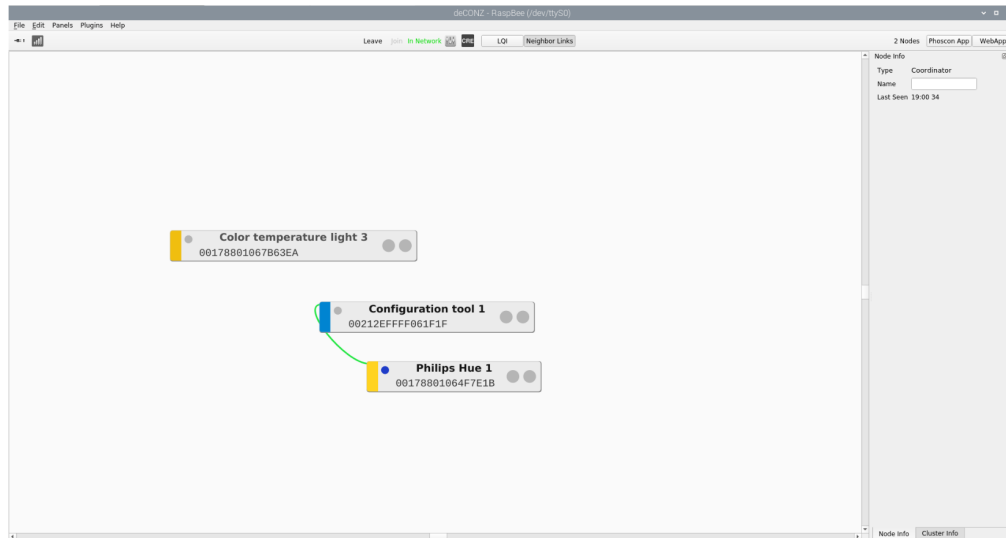 deCONZ - RaspBee (/dev/ttyS0)
File Edit Panels Plugins Help
Leave Join In Network CRE LQI Neighbor Links 2 Nodes Phoscon App WebApp
Node Info
Type Coordinator
Name
Last Seen 19:00 34
Color temperature light 3
00178801067B63EA
Configuration tool 1
00212EFFFF061F1F
Philips Hue 1
00178801064F7E1B
Node Info Cluster Info